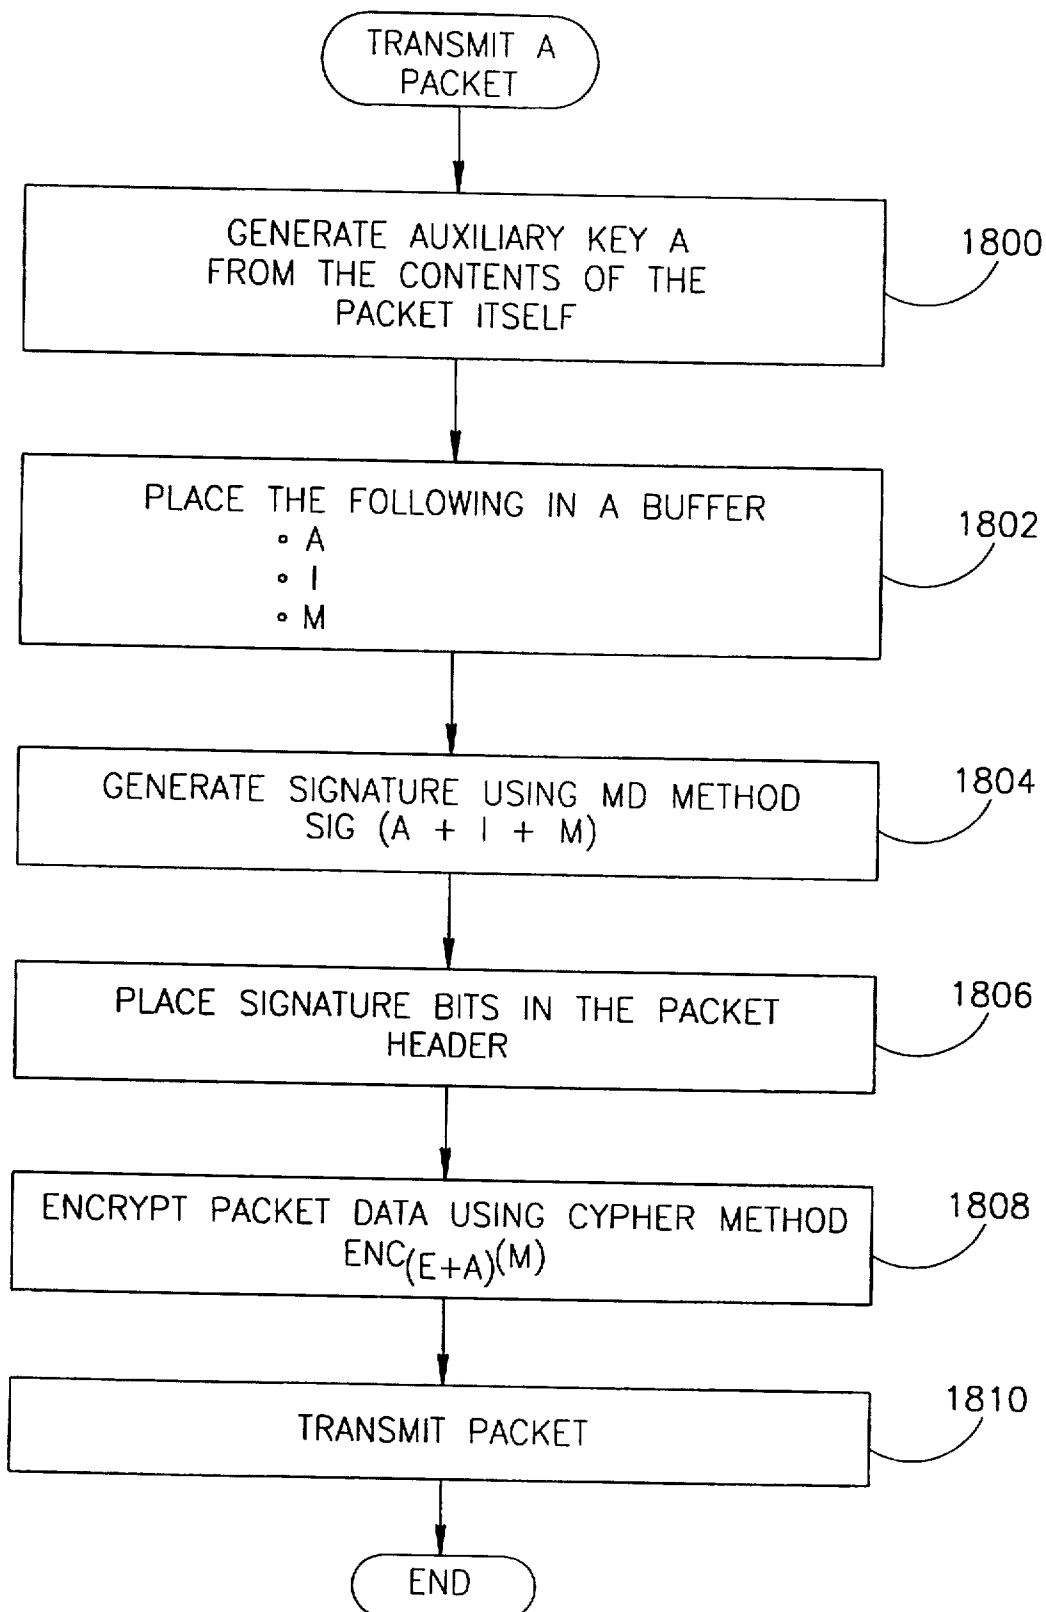 TRANSMIT A
PACKET
GENERATE AUXILIARY KEY A
FROM THE CONTENTS OF THE
PACKET ITSELF
1800
PLACE THE FOLLOWING IN A BUFFER
∘ A
∘ I
∘ M
1802
GENERATE SIGNATURE USING MD METHOD
SIG (A + I + M)
1804
PLACE SIGNATURE BITS IN THE PACKET
HEADER
1806
ENCRYPT PACKET DATA USING CYPHER METHOD
ENC(E+A)(M)
1808
TRANSMIT PACKET
1810
END